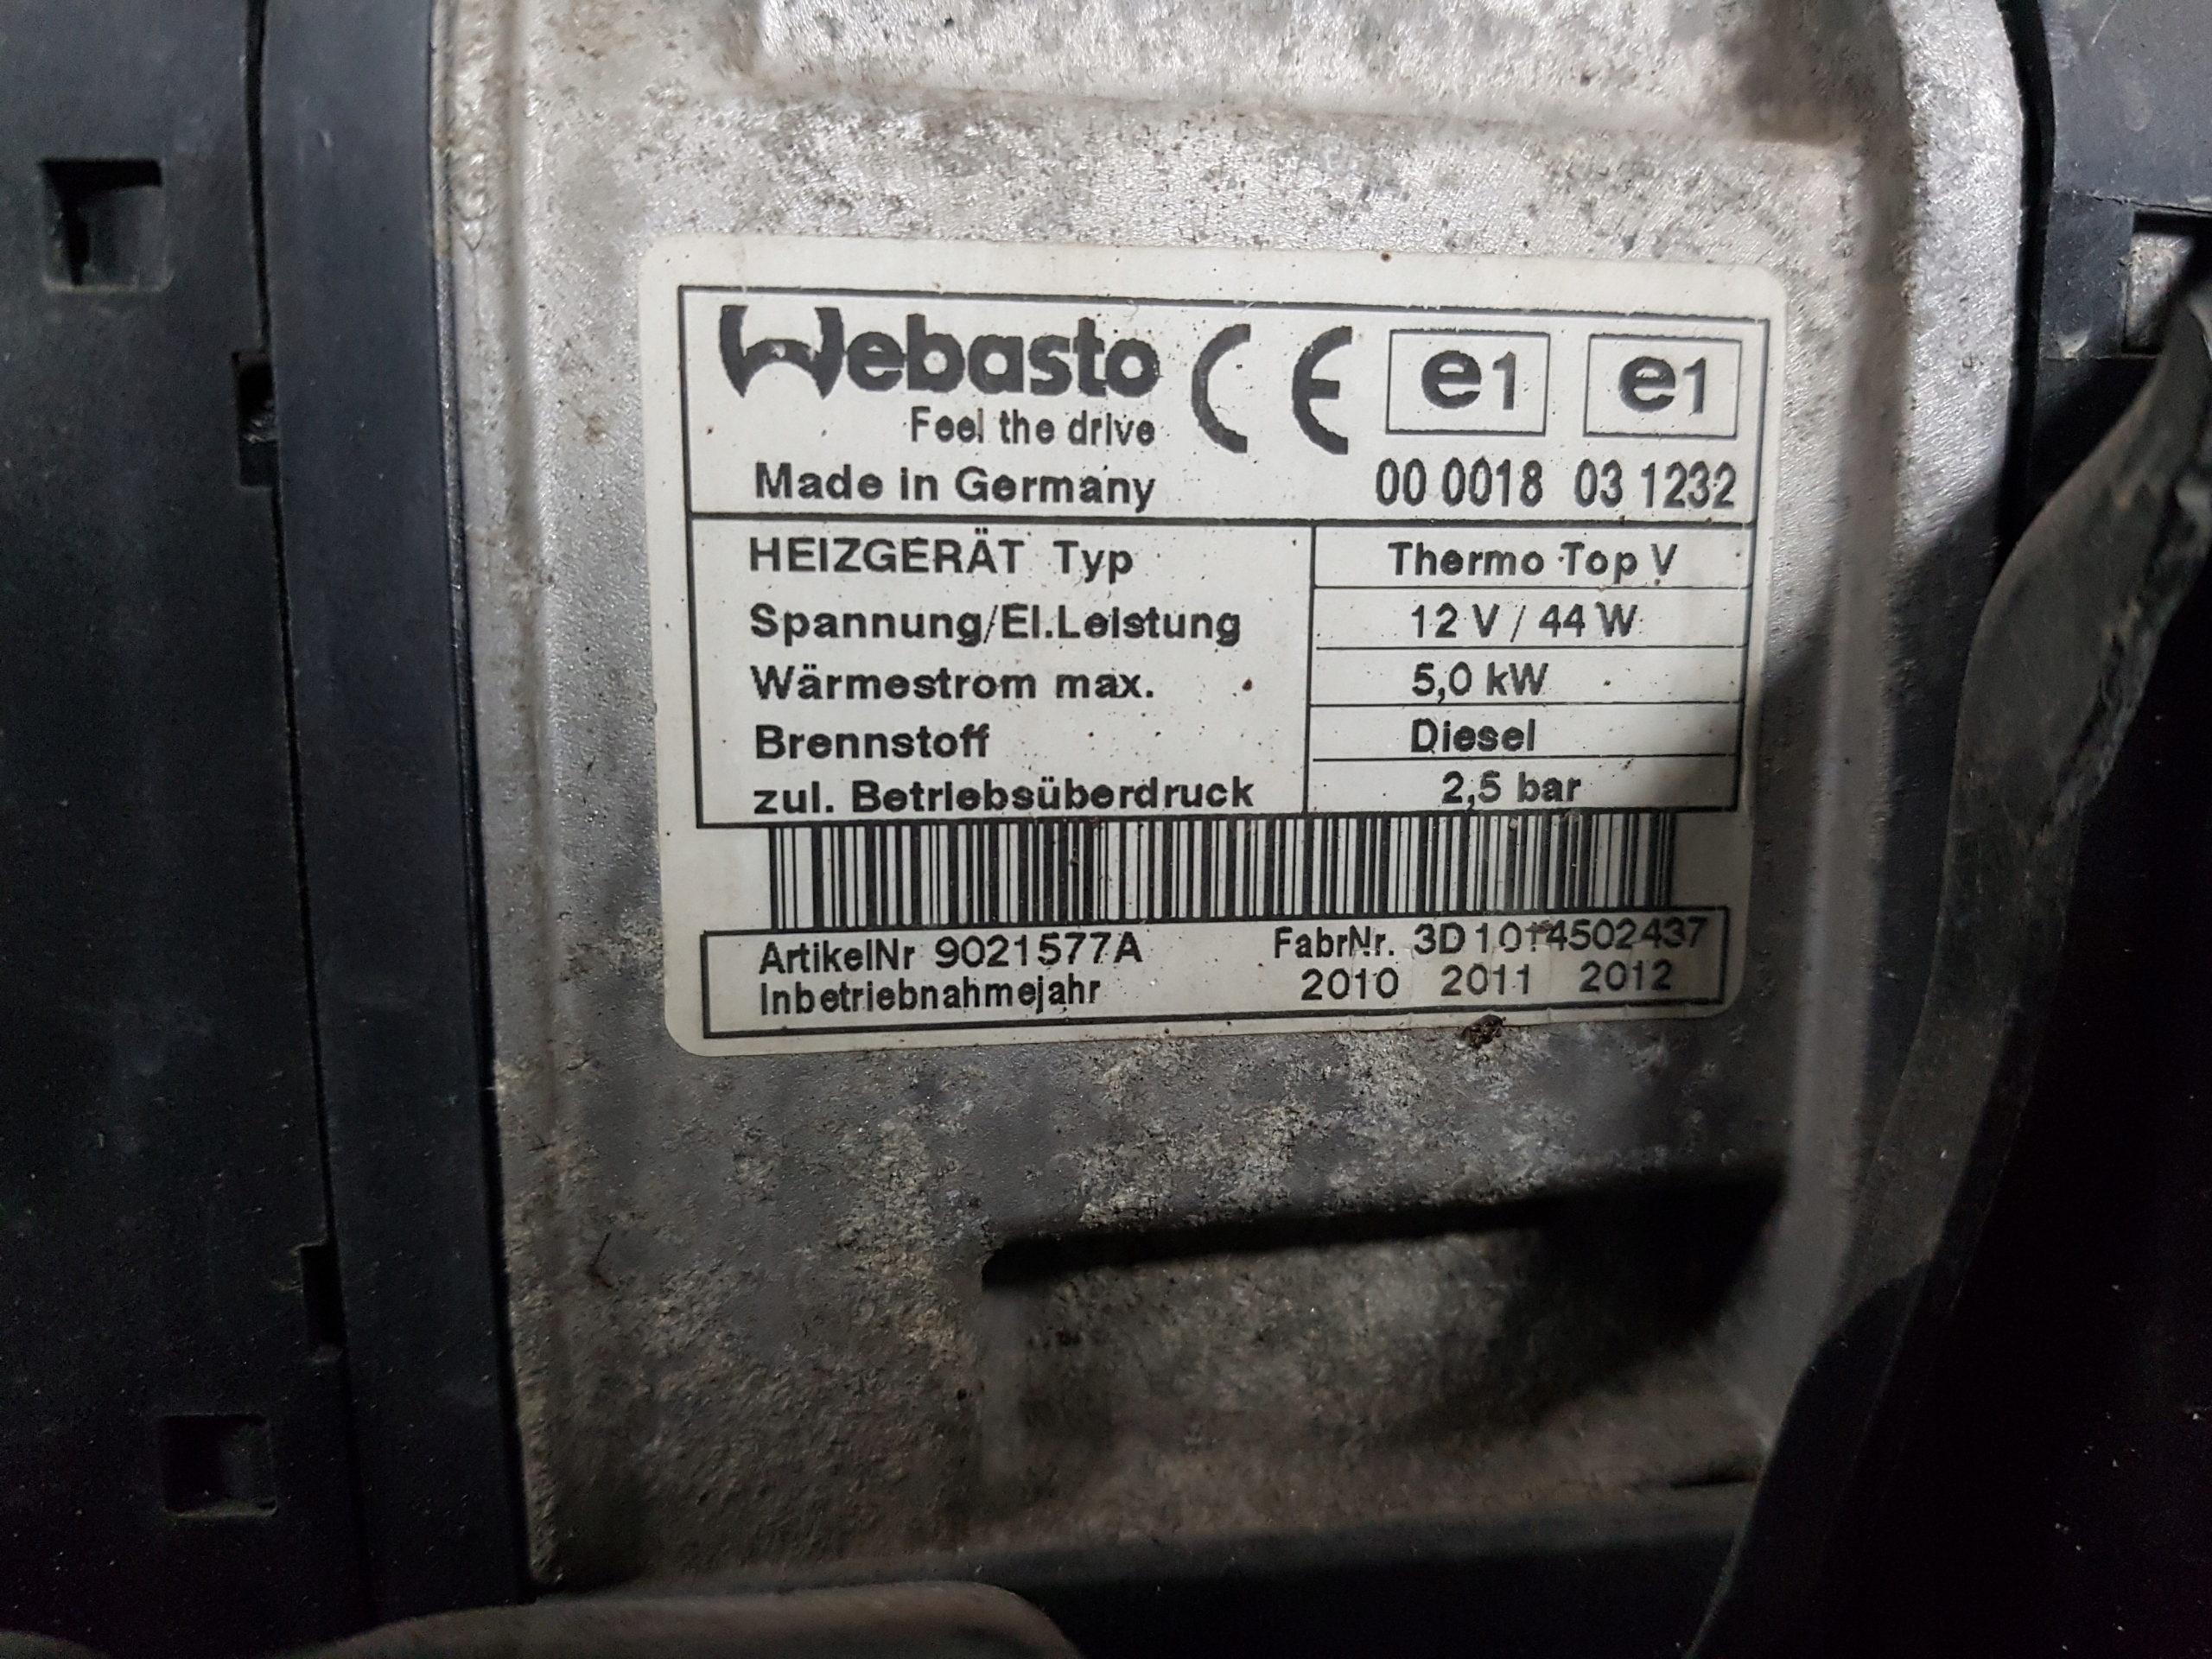 Webasto CE e1 e1
Feel the drive
Made in Germany 00 0018 03 1232
HEIZGERÄT Typ Thermo Top V
Spannung/El.Leistung 12 V / 44 W
Wärmestrom max. 5,0 kW
Brennstoff Diesel
zul. Betriebsüberdruck 2,5 bar
ArtikelNr 9021577A FabrNr. 3D1014502437
Inbetriebnahmejahr 2010 2011 2012